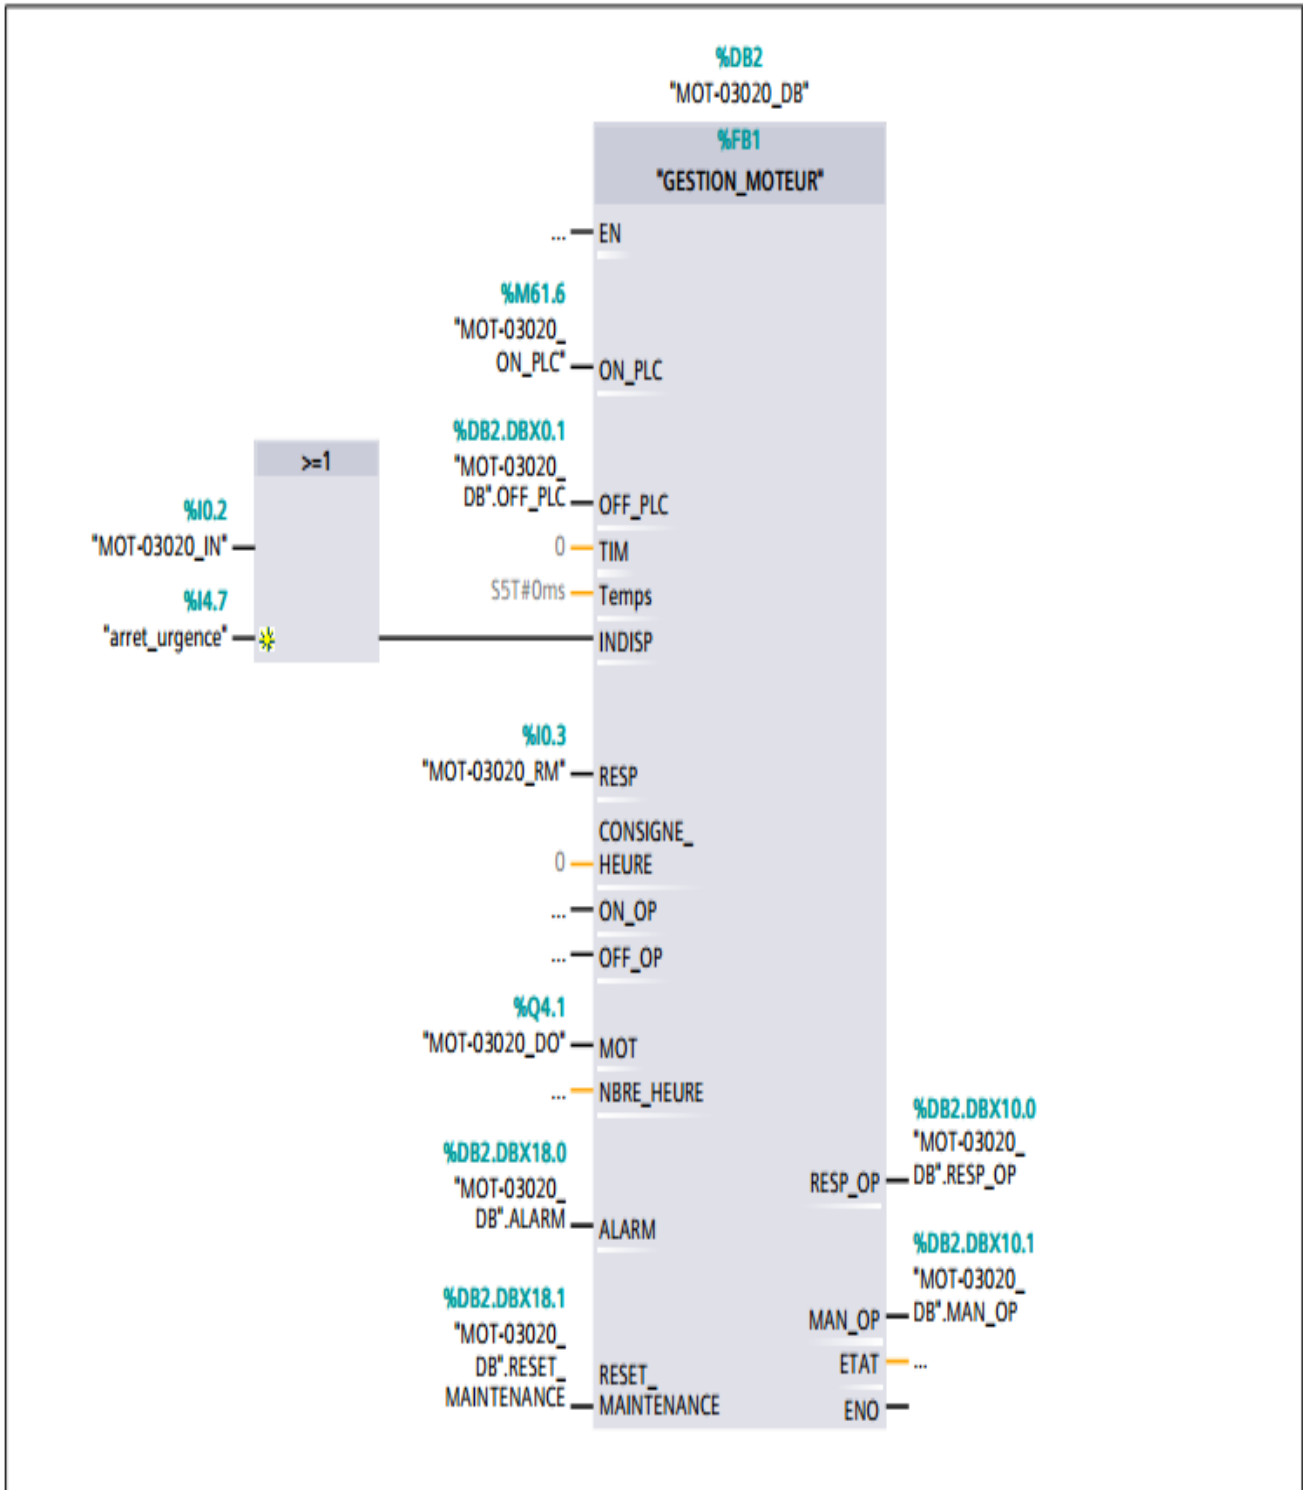 %DB2
"MOT-03020_DB"
%FB1
"GESTION_MOTEUR"
... EN
%M61.6
"MOT-03020_
ON_PLC" ON_PLC
%DB2.DBX0.1
"MOT-03020_
DB".OFF_PLC OFF_PLC
>=1
%I0.2
"MOT-03020_IN"
0 TIM
%I4.7
S5T#0ms Temps
"arret_urgence" INDISP
%I0.3
"MOT-03020_RM" RESP
CONSIGNE_
0 HEURE
... ON_OP
... OFF_OP
%Q4.1
"MOT-03020_DO" MOT
... NBRE_HEURE
%DB2.DBX18.0
"MOT-03020_
DB".ALARM ALARM
%DB2.DBX10.0
"MOT-03020_
RESP_OP DB".RESP_OP
%DB2.DBX18.1
"MOT-03020_
DB".RESET_ RESET_
MAINTENANCE MAINTENANCE
%DB2.DBX10.1
"MOT-03020_
MAN_OP DB".MAN_OP
ETAT ...
ENO